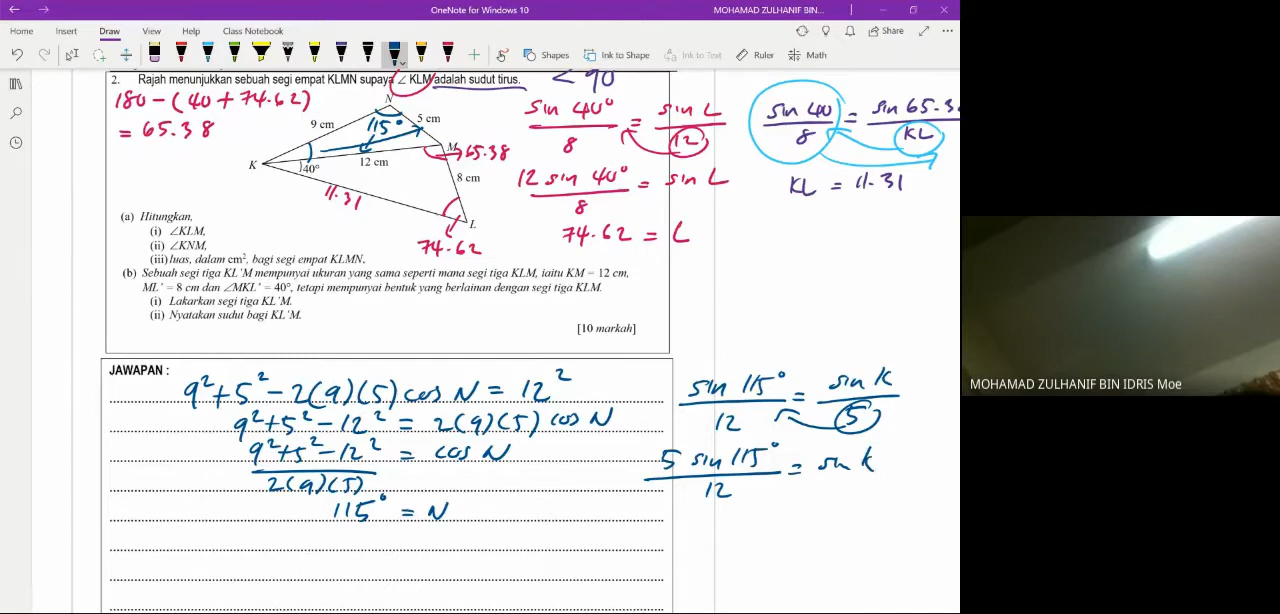 OneNote for Windows 10
MOHAMAD ZULHANIF BIN...
Home Insert Draw View Help Class Notebook
Share
Shapes Ink to Shape Ink to Text Ruler Math
2. Rajah menunjukkan sebuah segi empat KLMN supaya ∠ KLM adalah sudut tirus.
< 90
180 - (40 + 74.62)
= 65.38
N
9 cm
5 cm
115°
M
65.38
K
40°
12 cm
8 cm
11.31
L
74.62
sin 40° / 8 = sin L / 12
12 sin 40° / 8 = sin L
74.62 = L
sin 40 / 8 = sin 65.3 / KL
KL = 11.31
(a) Hitungkan,
(i) ∠KLM,
(ii) ∠KNM,
(iii) luas, dalam cm², bagi segi empat KLMN.
(b) Sebuah segi tiga KL'M mempunyai ukuran yang sama seperti mana segi tiga KLM, iaitu KM = 12 cm,
ML' = 8 cm dan ∠MKL' = 40°, tetapi mempunyai bentuk yang berlainan dengan segi tiga KLM.
(i) Lakarkan segi tiga KL'M.
(ii) Nyatakan sudut bagi KL'M.
[10 markah]
JAWAPAN :
9² + 5² - 2(9)(5) cos N = 12²
9² + 5² - 12² = 2(9)(5) cos N
9² + 5² - 12² / 2(9)(5) = cos N
115° = N
sin 115° / 12 = sin K / 5
5 sin 115° / 12 = sin K
MOHAMAD ZULHANIF BIN IDRIS Moe